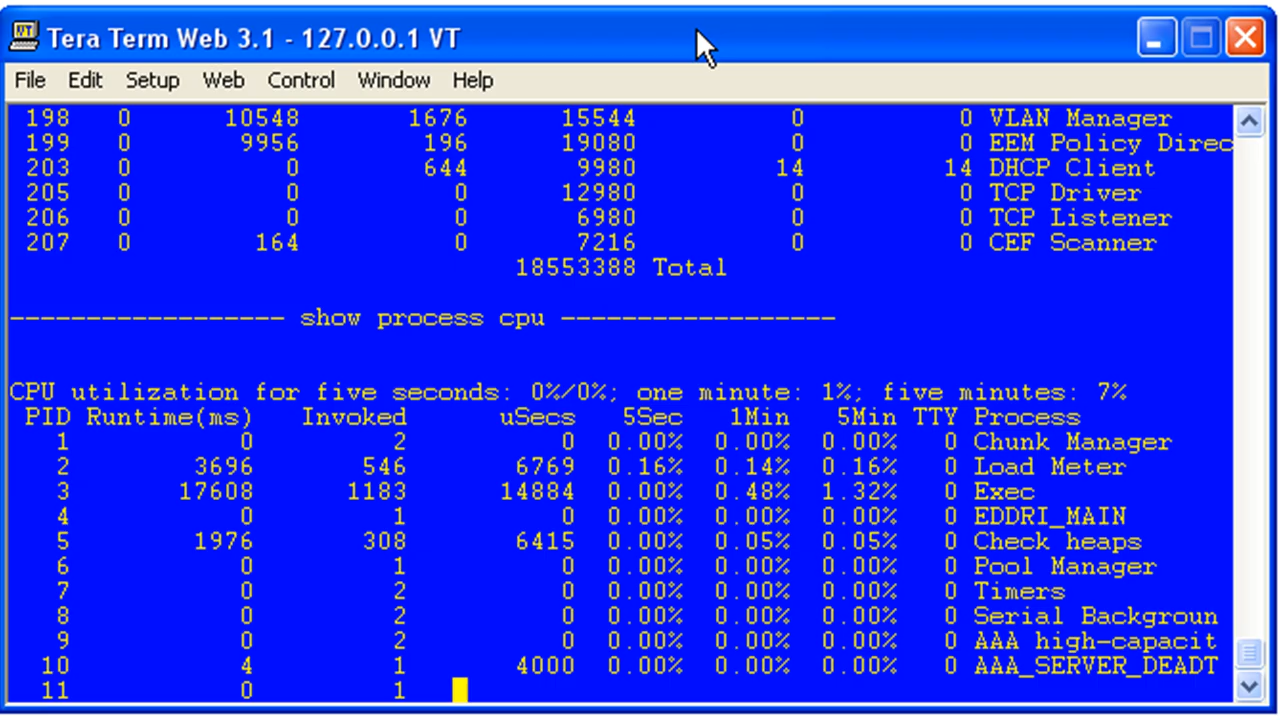 Tera Term Web 3.1 - 127.0.0.1 VT
File Edit Setup Web Control Window Help
198 0 10548 1676 15544 0 0 VLAN Manager
199 0 9956 196 19080 0 0 EEM Policy Direc
203 0 0 644 9980 14 14 DHCP Client
205 0 0 0 12980 0 0 TCP Driver
206 0 0 0 6980 0 0 TCP Listener
207 0 164 0 7216 0 0 CEF Scanner
18553388 Total
------------------ show process cpu ------------------
CPU utilization for five seconds: 0%/0%; one minute: 1%; five minutes: 7%
PID Runtime(ms) Invoked uSecs 5Sec 1Min 5Min TTY Process
1 0 2 0 0.00% 0.00% 0.00% 0 Chunk Manager
2 3696 546 6769 0.16% 0.14% 0.16% 0 Load Meter
3 17608 1183 14884 0.00% 0.48% 1.32% 0 Exec
4 0 1 0 0.00% 0.00% 0.00% 0 EDDRI_MAIN
5 1976 308 6415 0.00% 0.05% 0.05% 0 Check heaps
6 0 1 0 0.00% 0.00% 0.00% 0 Pool Manager
7 0 2 0 0.00% 0.00% 0.00% 0 Timers
8 0 2 0 0.00% 0.00% 0.00% 0 Serial Backgroun
9 0 2 0 0.00% 0.00% 0.00% 0 AAA high-capacit
10 4 1 4000 0.00% 0.00% 0.00% 0 AAA_SERVER_DEADT
11 0 1